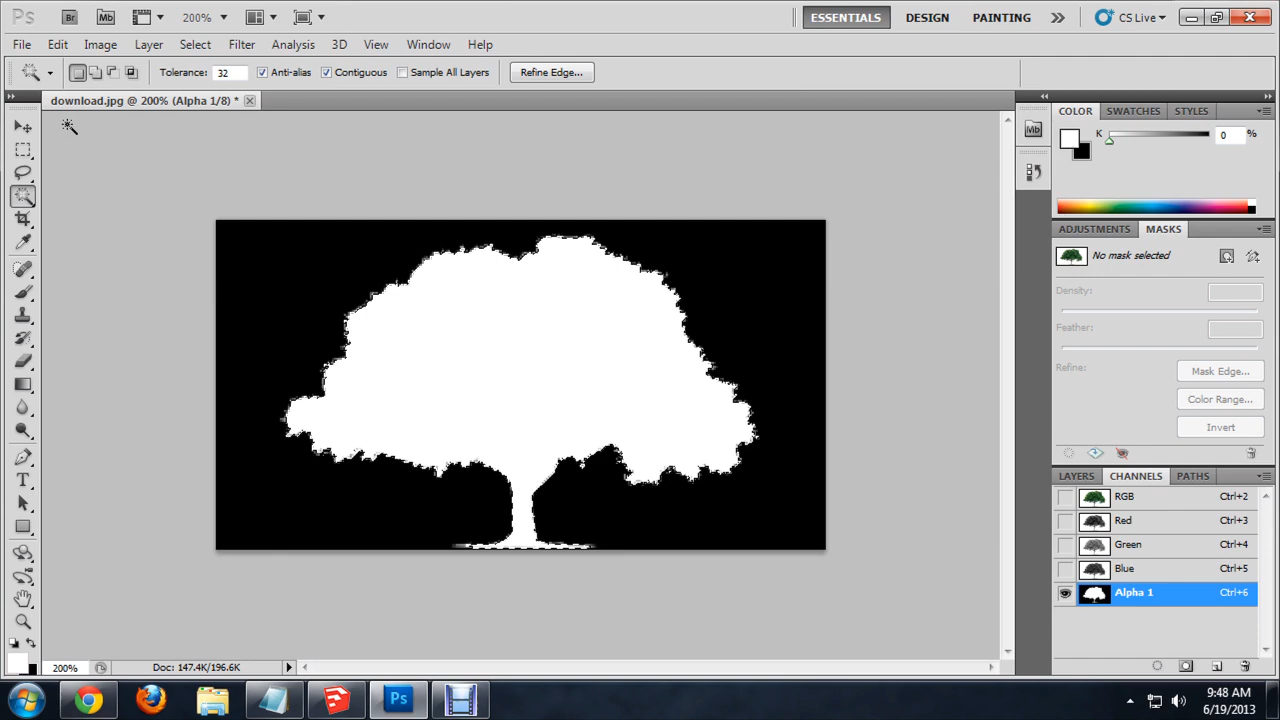 Ps Br Mb 200% ESSENTIALS DESIGN PAINTING CS Live
File Edit Image Layer Select Filter Analysis 3D View Window Help
Tolerance: 32 Anti-alias Contiguous Sample All Layers Refine Edge...
download.jpg @ 200% (Alpha 1/8) *
COLOR SWATCHES STYLES
Mb
K 0 %
ADJUSTMENTS MASKS
No mask selected
Density:
Feather:
Refine: Mask Edge...
Color Range...
Invert
LAYERS CHANNELS PATHS
RGB Ctrl+2
Red Ctrl+3
Green Ctrl+4
Blue Ctrl+5
Alpha 1 Ctrl+6
T
200% Doc: 147.4K/196.6K
Ps
9:48 AM
6/19/2013